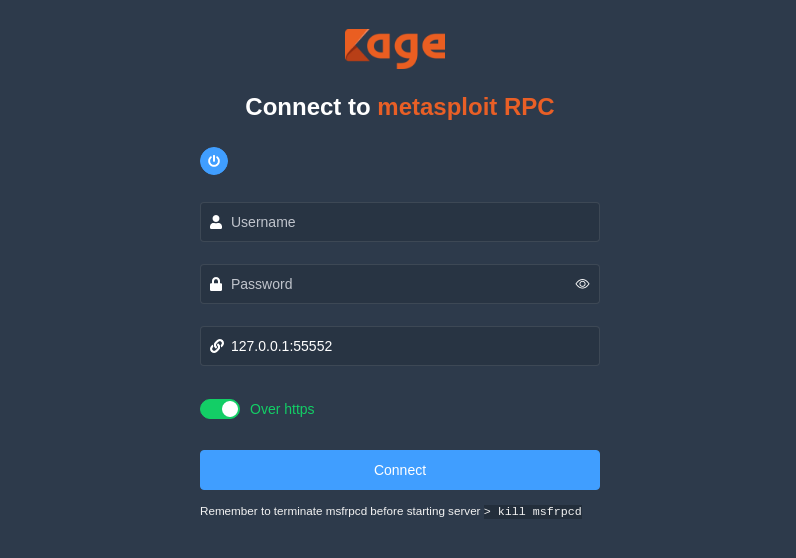 Kage
Connect to metasploit RPC
Username
Password
127.0.0.1:55552
Over https
Connect
Remember to terminate msfrpcd before starting server > kill msfrpcd